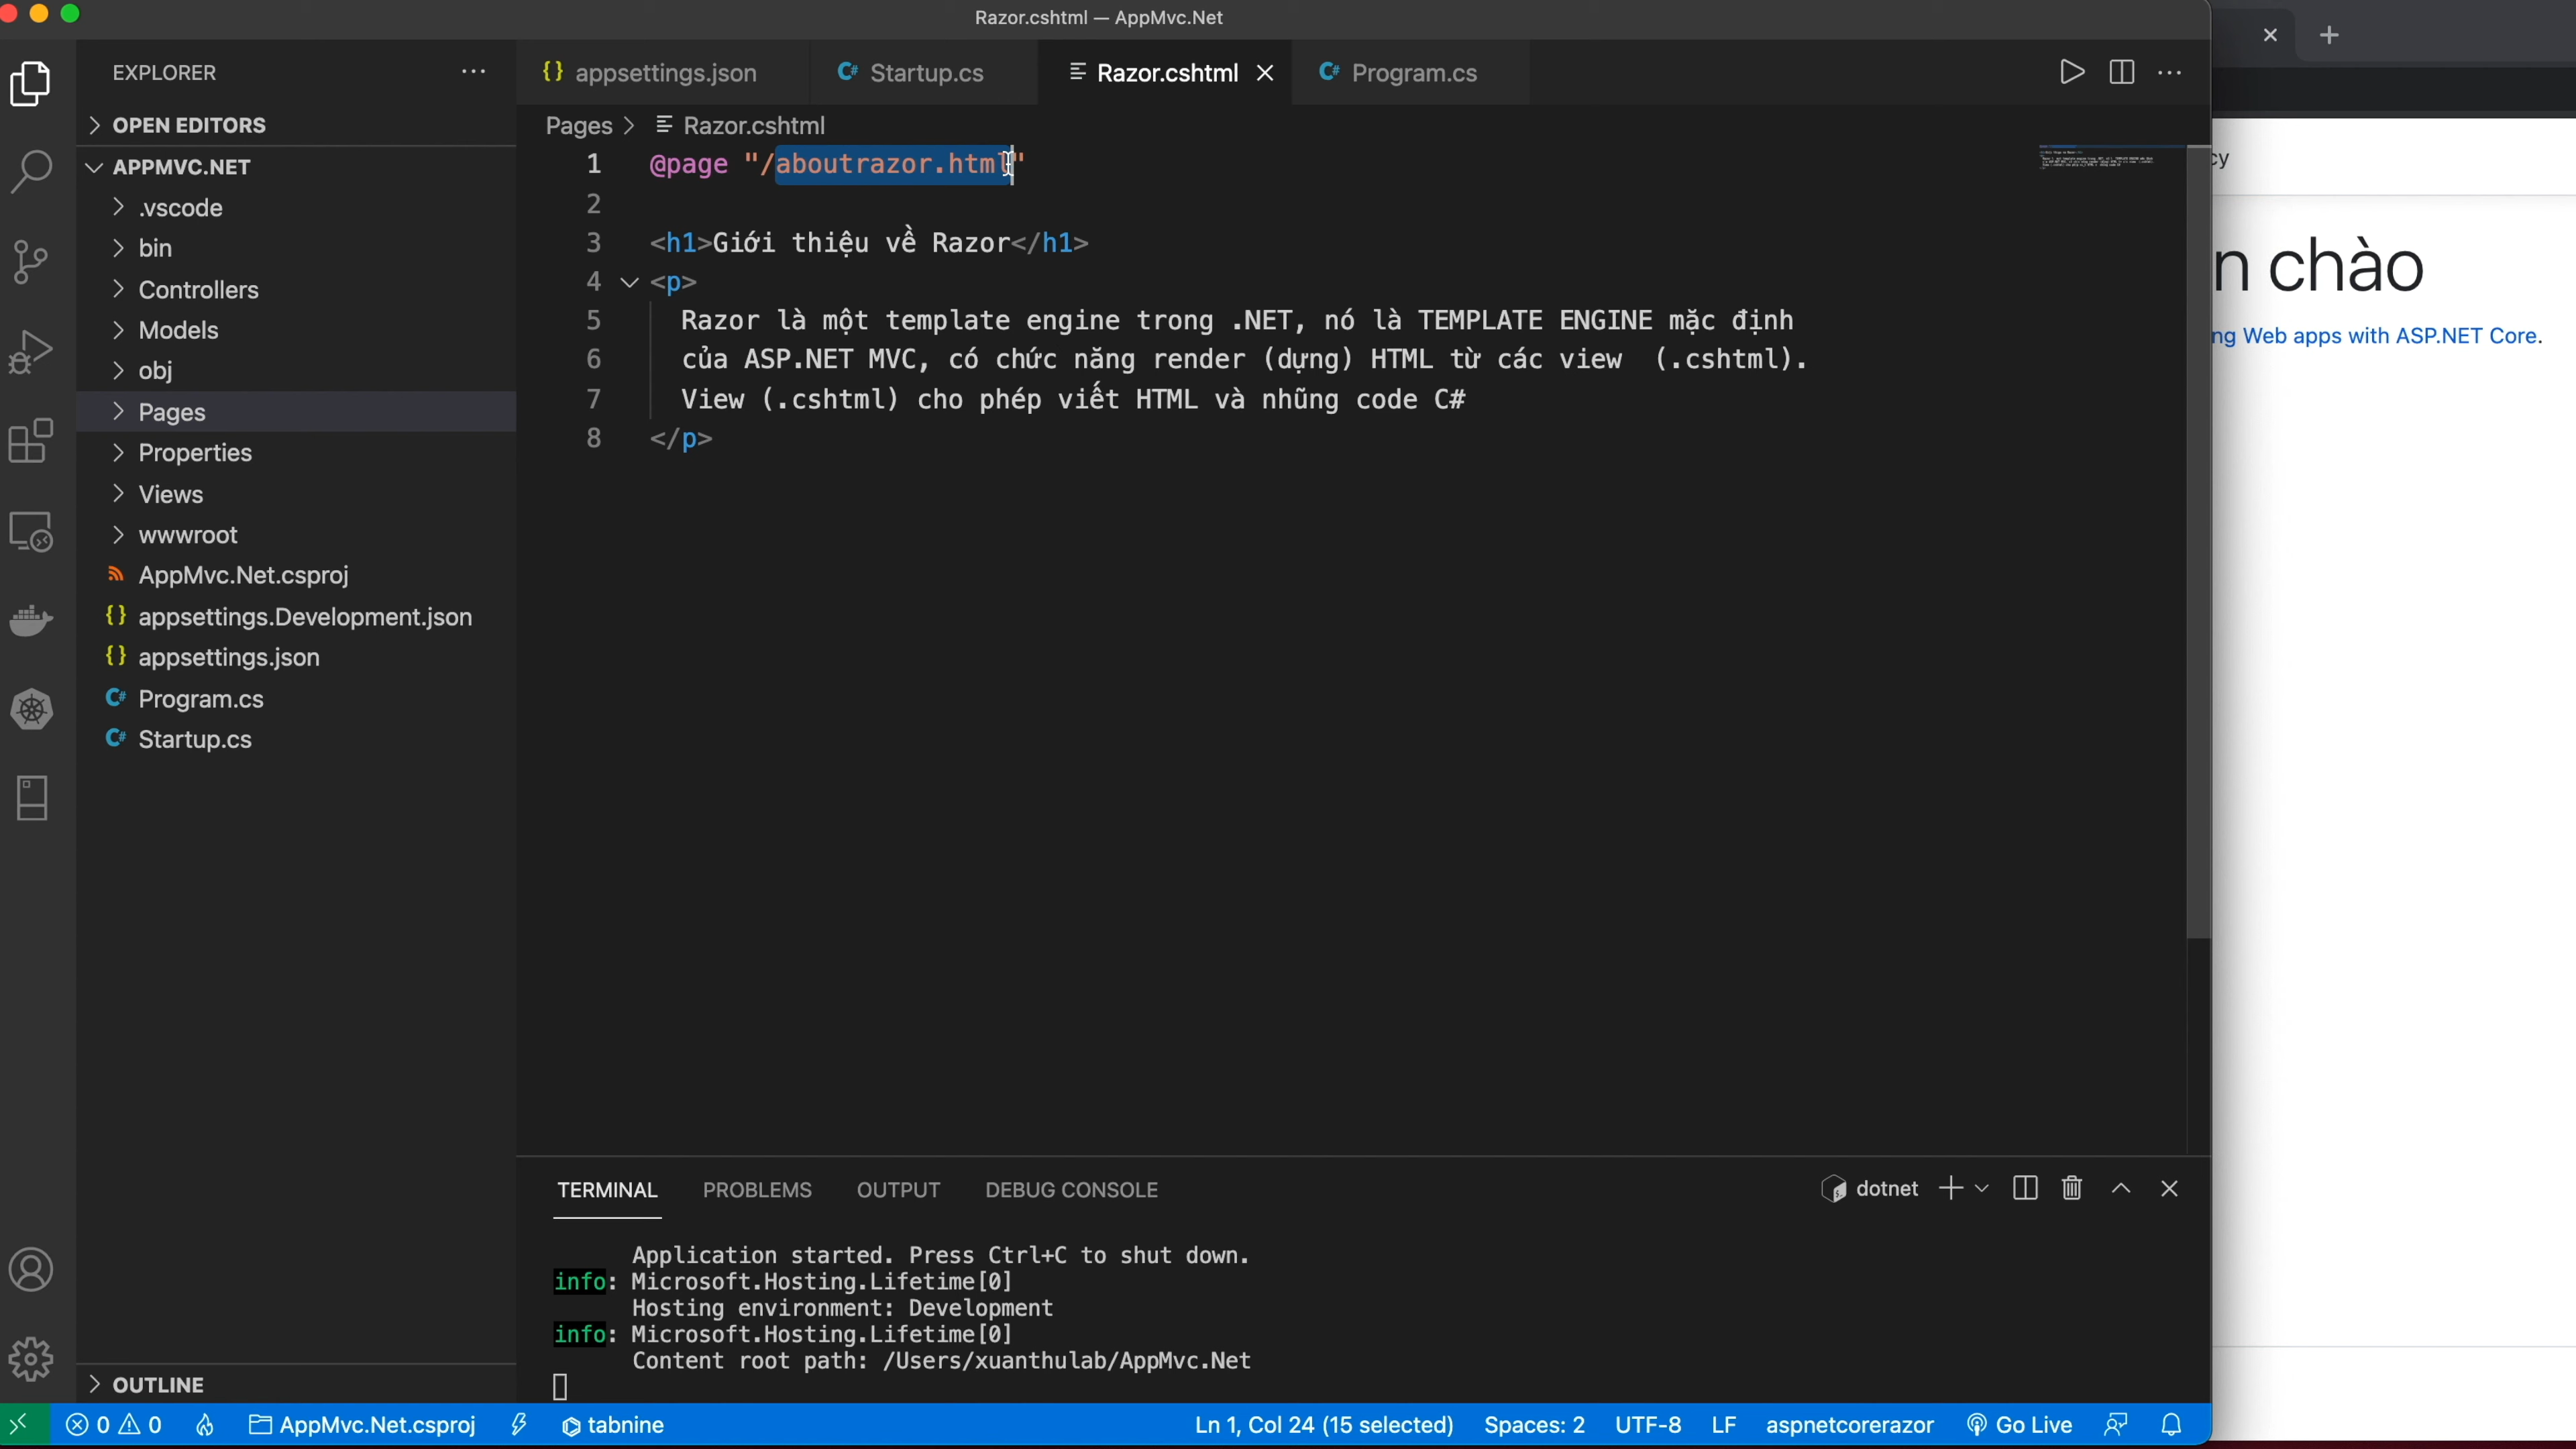 Razor.cshtml — AppMvc.Net
EXPLORER
OPEN EDITORS
APPMVC.NET
.vscode
bin
Controllers
Models
obj
Pages
Properties
Views
wwwroot
AppMvc.Net.csproj
appsettings.Development.json
appsettings.json
Program.cs
Startup.cs
OUTLINE
appsettings.json
Startup.cs
Razor.cshtml
Program.cs
Pages > Razor.cshtml
1 @page "/aboutrazor.html"
2
3 <h1>Giới thiệu về Razor</h1>
4 <p>
5 Razor là một template engine trong .NET, nó là TEMPLATE ENGINE mặc định
6 của ASP.NET MVC, có chức năng render (dựng) HTML từ các view (.cshtml).
7 View (.cshtml) cho phép viết HTML và nhũng code C#
8 </p>
TERMINAL PROBLEMS OUTPUT DEBUG CONSOLE
dotnet
Application started. Press Ctrl+C to shut down.
info: Microsoft.Hosting.Lifetime[0]
Hosting environment: Development
info: Microsoft.Hosting.Lifetime[0]
Content root path: /Users/xuanthulab/AppMvc.Net
0 0 AppMvc.Net.csproj tabnine Ln 1, Col 24 (15 selected) Spaces: 2 UTF-8 LF aspnetcorerazor Go Live
cy
n chào
ng Web apps with ASP.NET Core.